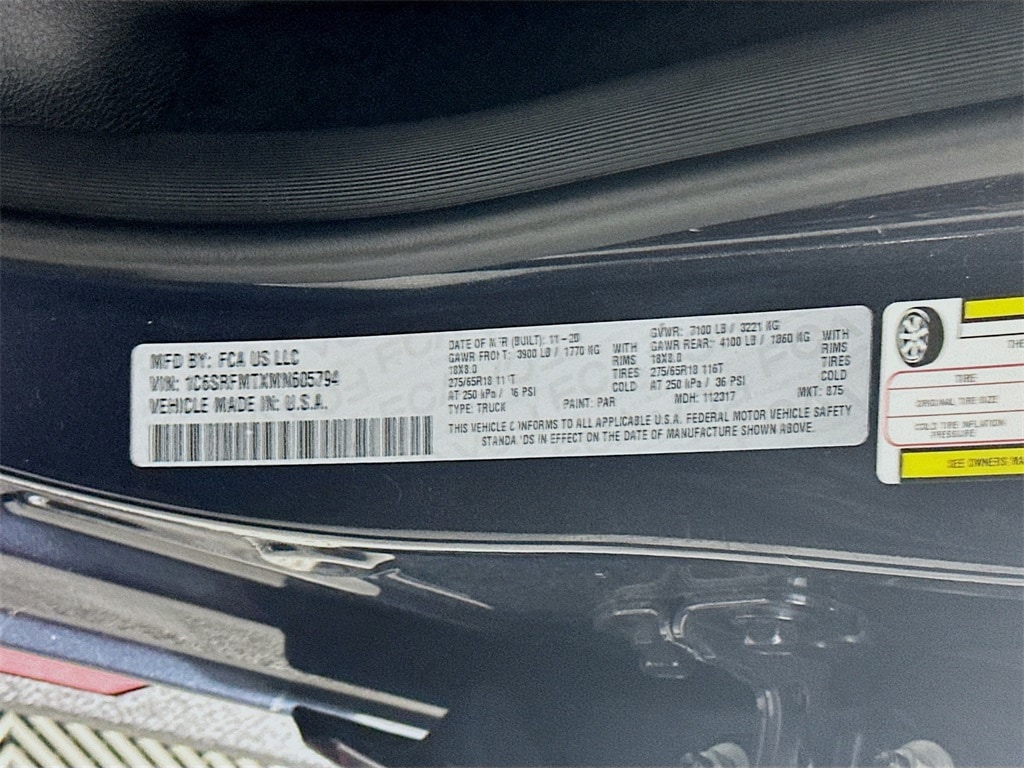 MFD BY: FCA US LLC
VIN: 1C6SRFMTXMN605794
VEHICLE MADE IN: U.S.A.
DATE OF MFR (BUILT): 11-20
GAWR FRONT: 3900 LB / 1770 KG WITH
18X8.0 RIMS
275/65R18 116T TIRES
AT 250 kPa / 36 PSI COLD
TYPE: TRUCK PAINT: PAR
GVWR: 7100 LB / 3221 KG
GAWR REAR: 4100 LB / 1860 KG WITH
18X8.0 RIMS
275/65R18 116T TIRES
AT 250 kPa / 36 PSI COLD
MDH: 112317 MKT: 875
THIS VEHICLE CONFORMS TO ALL APPLICABLE U.S.A. FEDERAL MOTOR VEHICLE SAFETY
STANDARDS IN EFFECT ON THE DATE OF MANUFACTURE SHOWN ABOVE.
THE
TIRE
ORIGINAL TIRE SIZE
COLD TIRE INFLATION
PRESSURE
SEE OWNERS MA